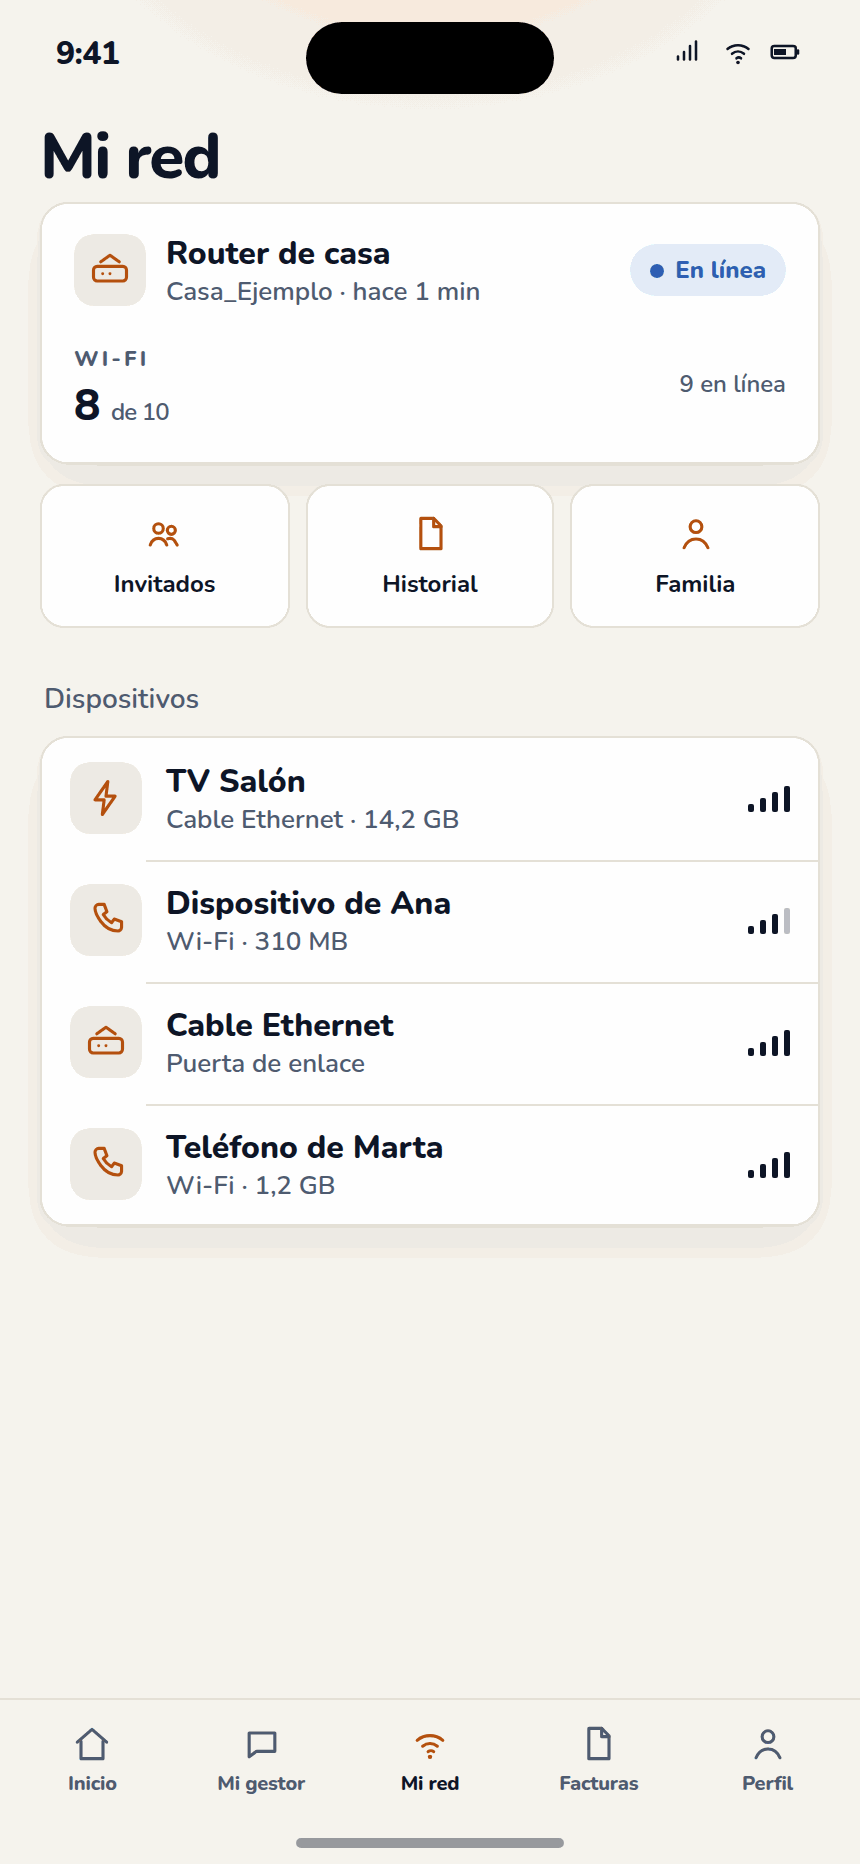 9:41
Mi red
Router de casa
Casa_Ejemplo · hace 1 min
En línea
WI-FI
8 de 10
9 en línea
Invitados
Historial
Familia
Dispositivos
TV Salón
Cable Ethernet · 14,2 GB
Dispositivo de Ana
Wi-Fi · 310 MB
Cable Ethernet
Puerta de enlace
Teléfono de Marta
Wi-Fi · 1,2 GB
Inicio
Mi gestor
Mi red
Facturas
Perfil